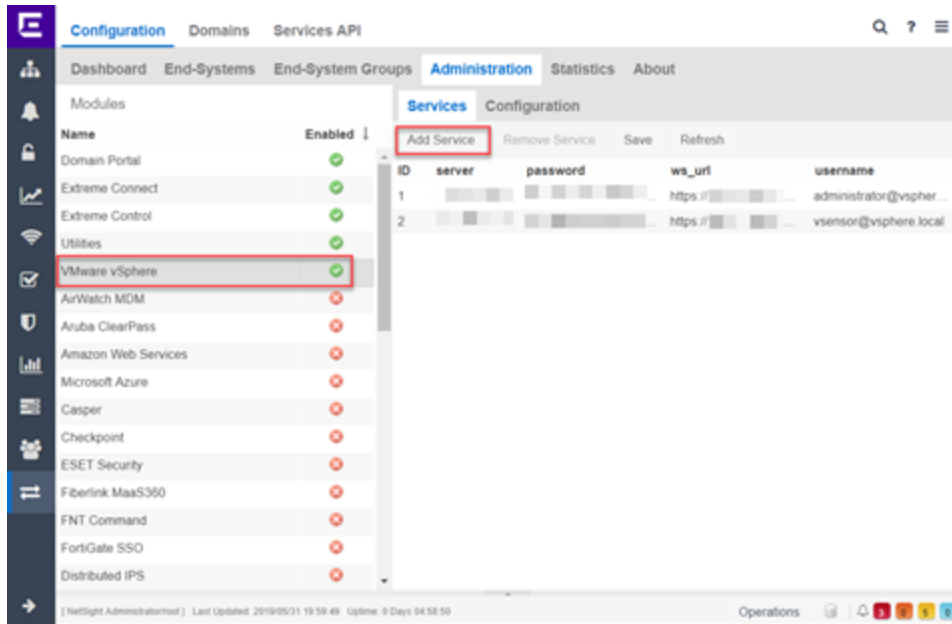 Configuration Domains Services API
Dashboard End-Systems End-System Groups Administration Statistics About
Modules
Services Configuration
Name Enabled
Add Service Remove Service Save Refresh
Domain Portal
Extreme Connect
Extreme Control
Utilities
VMware vSphere
AirWatch MDM
Aruba ClearPass
Amazon Web Services
Microsoft Azure
Casper
Checkpoint
ESET Security
Fiberlink MaaS360
FNT Command
FortiGate SSO
Distributed IPS
ID server password ws_url username
1 https:// ... administrator@vspher...
2 https:// ... vsensor@vsphere.local
[ NetSight Administrator/root ] Last Updated: 2019/05/31 19:59:49 Uptime: 0 Days 04:58:50
Operations 3 0 5 0